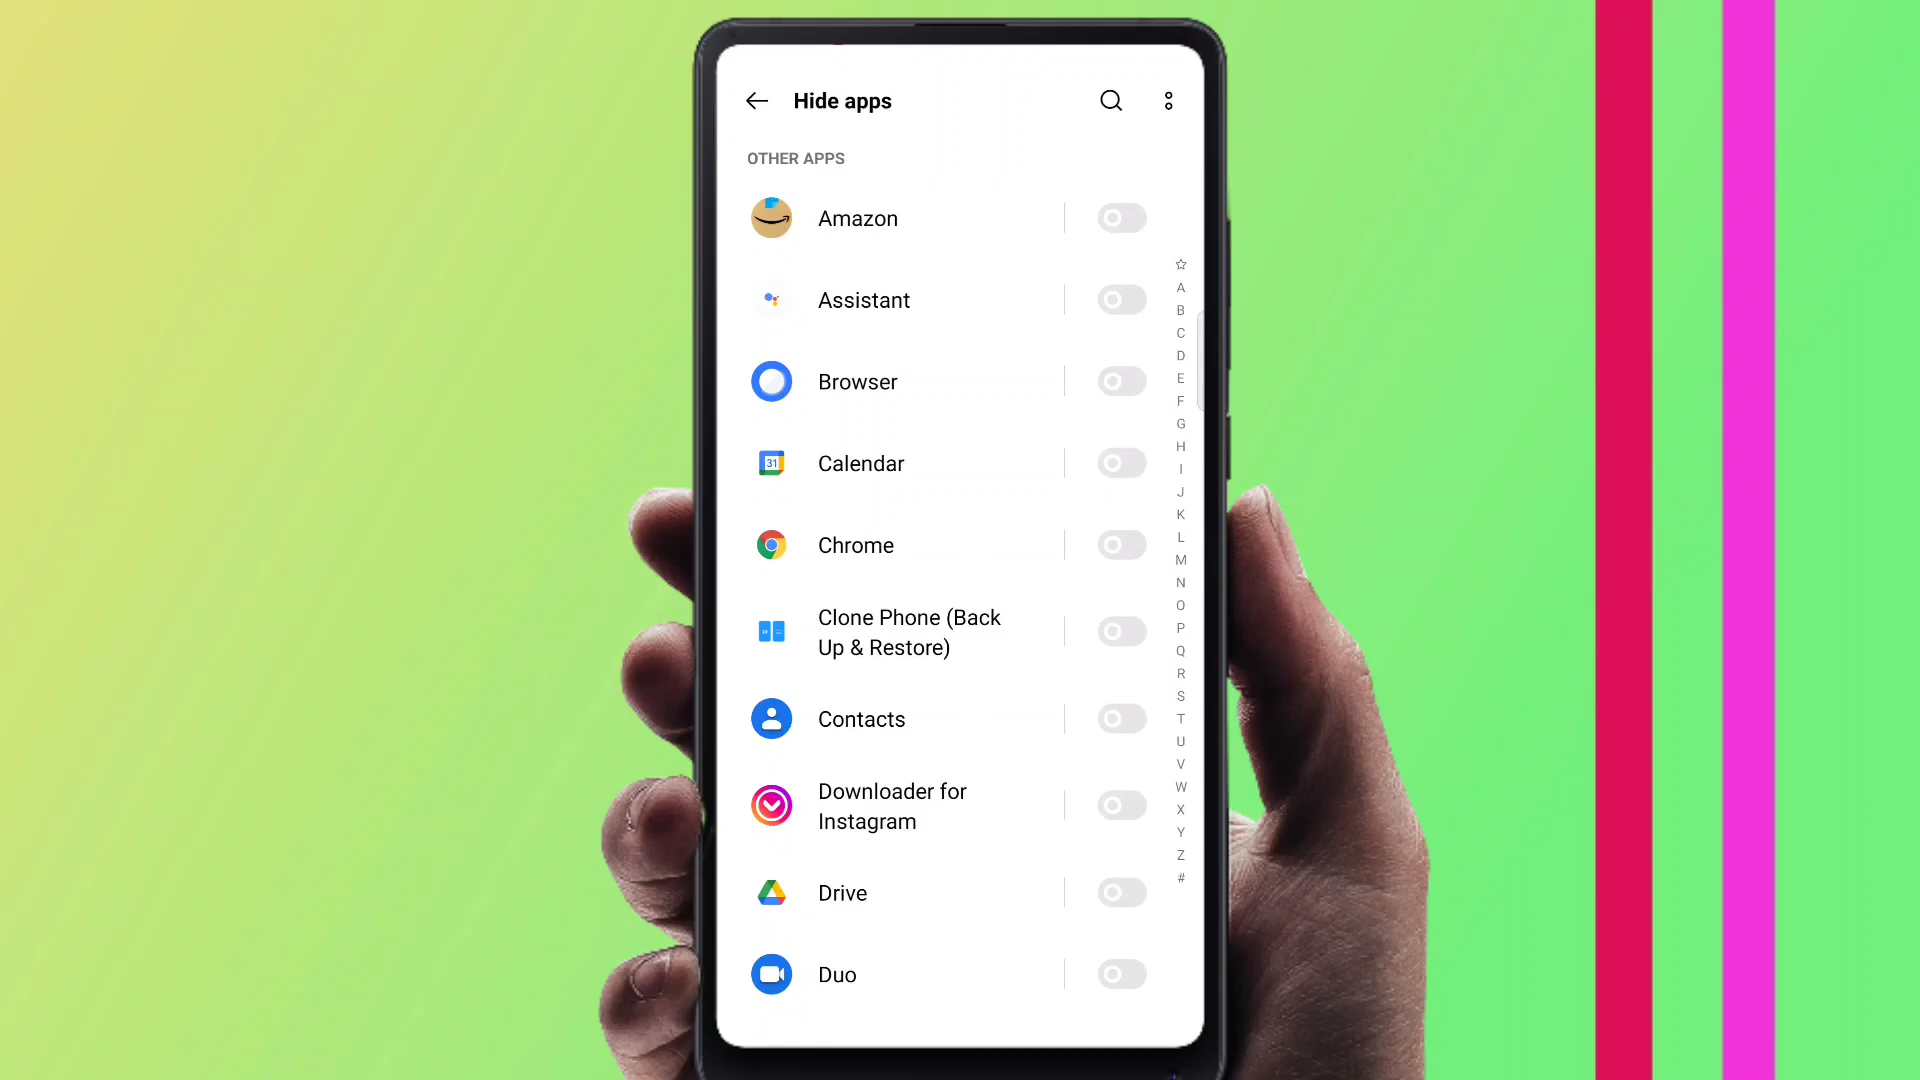 Hide apps
OTHER APPS
Amazon
Assistant
Browser
31
Calendar
Chrome
Clone Phone (Back
Up & Restore)
Contacts
Downloader for
Instagram
Drive
Duo
A
B
C
D
E
F
G
H
I
J
K
L
M
N
O
P
Q
R
S
T
U
V
W
X
Y
Z
#